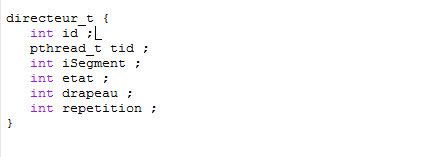 directeur_t {
int id ;
pthread_t tid ;
int iSegment ;
int etat ;
int drapeau ;
int repetition ;
}